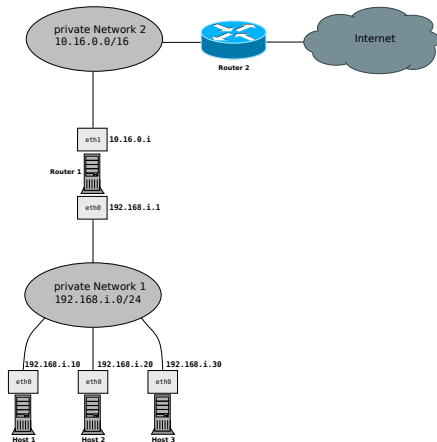 private Network 2
10.16.0.0/16
Internet
Router 2
eth1
10.16.0.i
Router 1
eth0
192.168.i.1
private Network 1
192.168.i.0/24
192.168.i.10
192.168.i.20
192.168.i.30
eth0
eth0
eth0
Host 1
Host 2
Host 3